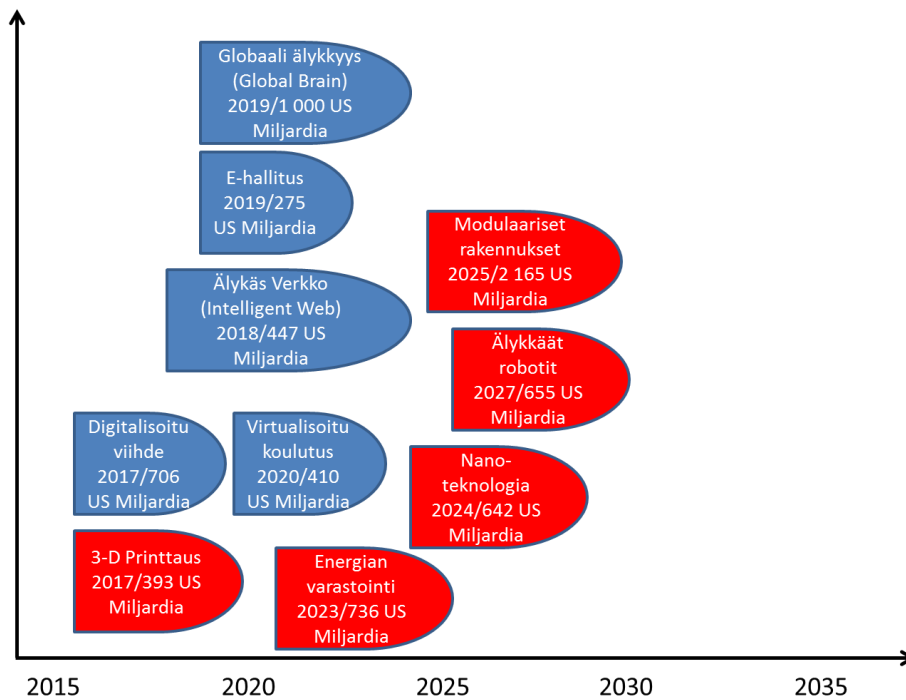 Globaali älykkyys
(Global Brain)
2019/1 000 US
Miljardia
E-hallitus
2019/275
US Miljardia
Modulaariset
rakennukset
2025/2 165 US
Miljardia
Älykäs Verkko
(Intelligent Web)
2018/447 US
Miljardia
Älykkäät
robotit
2027/655 US
Miljardia
Digitalisoitu
viihde
2017/706
US Miljardia
Virtualisoitu
koulutus
2020/410
US Miljardia
Nano-
teknologia
2024/642 US
Miljardia
3-D Printtaus
2017/393 US
Miljardia
Energian
varastointi
2023/736 US
Miljardia
2015 2020 2025 2030 2035